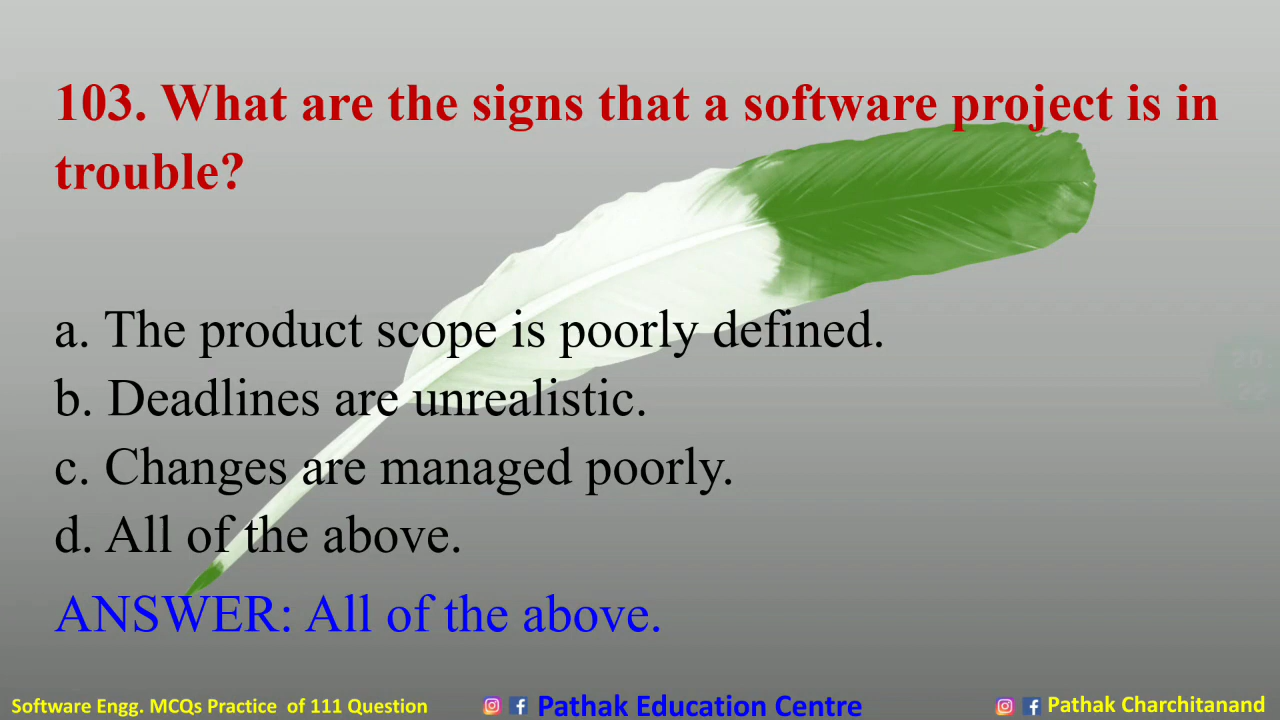 103. What are the signs that a software project is in
trouble?
a. The product scope is poorly defined.
b. Deadlines are unrealistic.
c. Changes are managed poorly.
d. All of the above.
ANSWER: All of the above.
Software Engg. MCQs Practice of 111 Question
Pathak Education Centre
Pathak Charchitanand